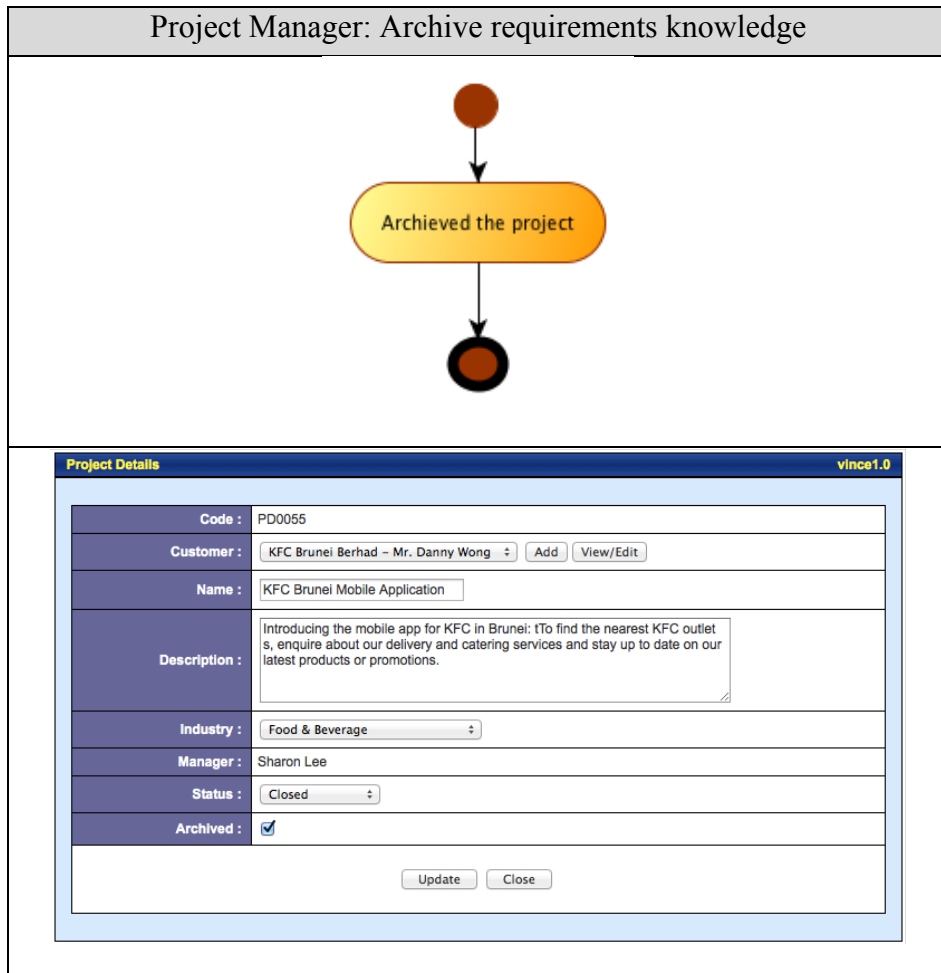 Project Manager: Archive requirements knowledge
Archieved the project
Project Details vince1.0
Code : PD0055
Customer : KFC Brunei Berhad – Mr. Danny Wong Add View/Edit
Name : KFC Brunei Mobile Application
Description : Introducing the mobile app for KFC in Brunei: tTo find the nearest KFC outlet
s, enquire about our delivery and catering services and stay up to date on our
latest products or promotions.
Industry : Food & Beverage
Manager : Sharon Lee
Status : Closed
Archived :
Update Close